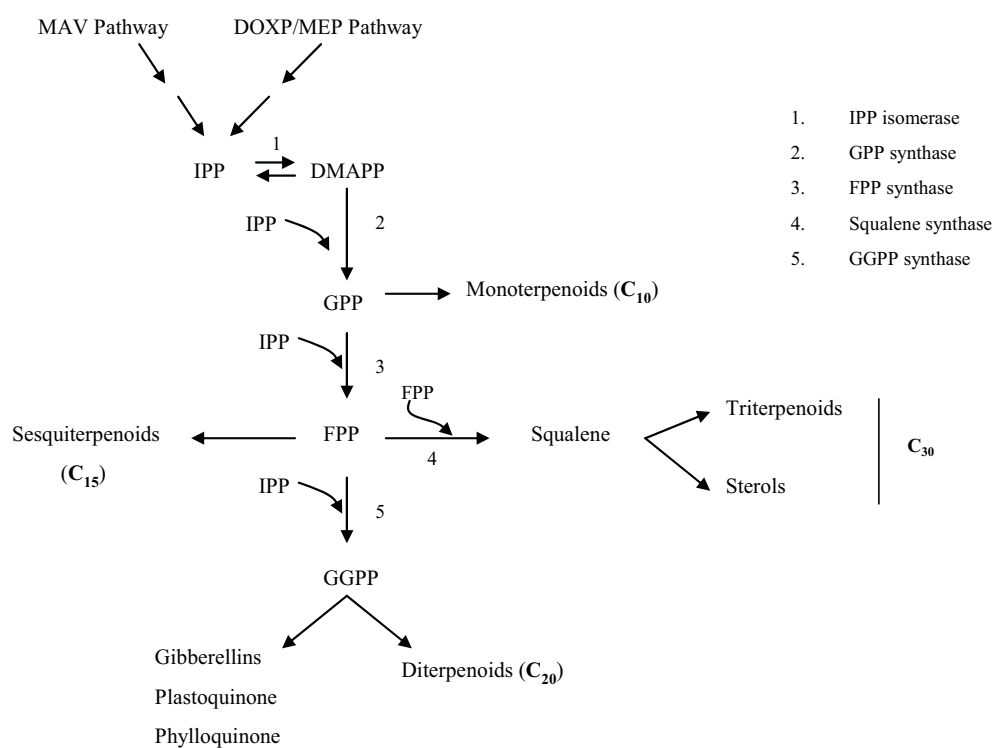 MAV Pathway DOXP/MEP Pathway
1. IPP isomerase
2. GPP synthase
3. FPP synthase
4. Squalene synthase
5. GGPP synthase
1
IPP DMAPP
IPP 2
GPP Monoterpenoids (C10)
IPP 3
FPP
Sesquiterpenoids FPP Squalene
(C15)
4
Triterpenoids
Sterols
C30
IPP 5
GGPP
Gibberellins
Plastoquinone
Phylloquinone
Diterpenoids (C20)